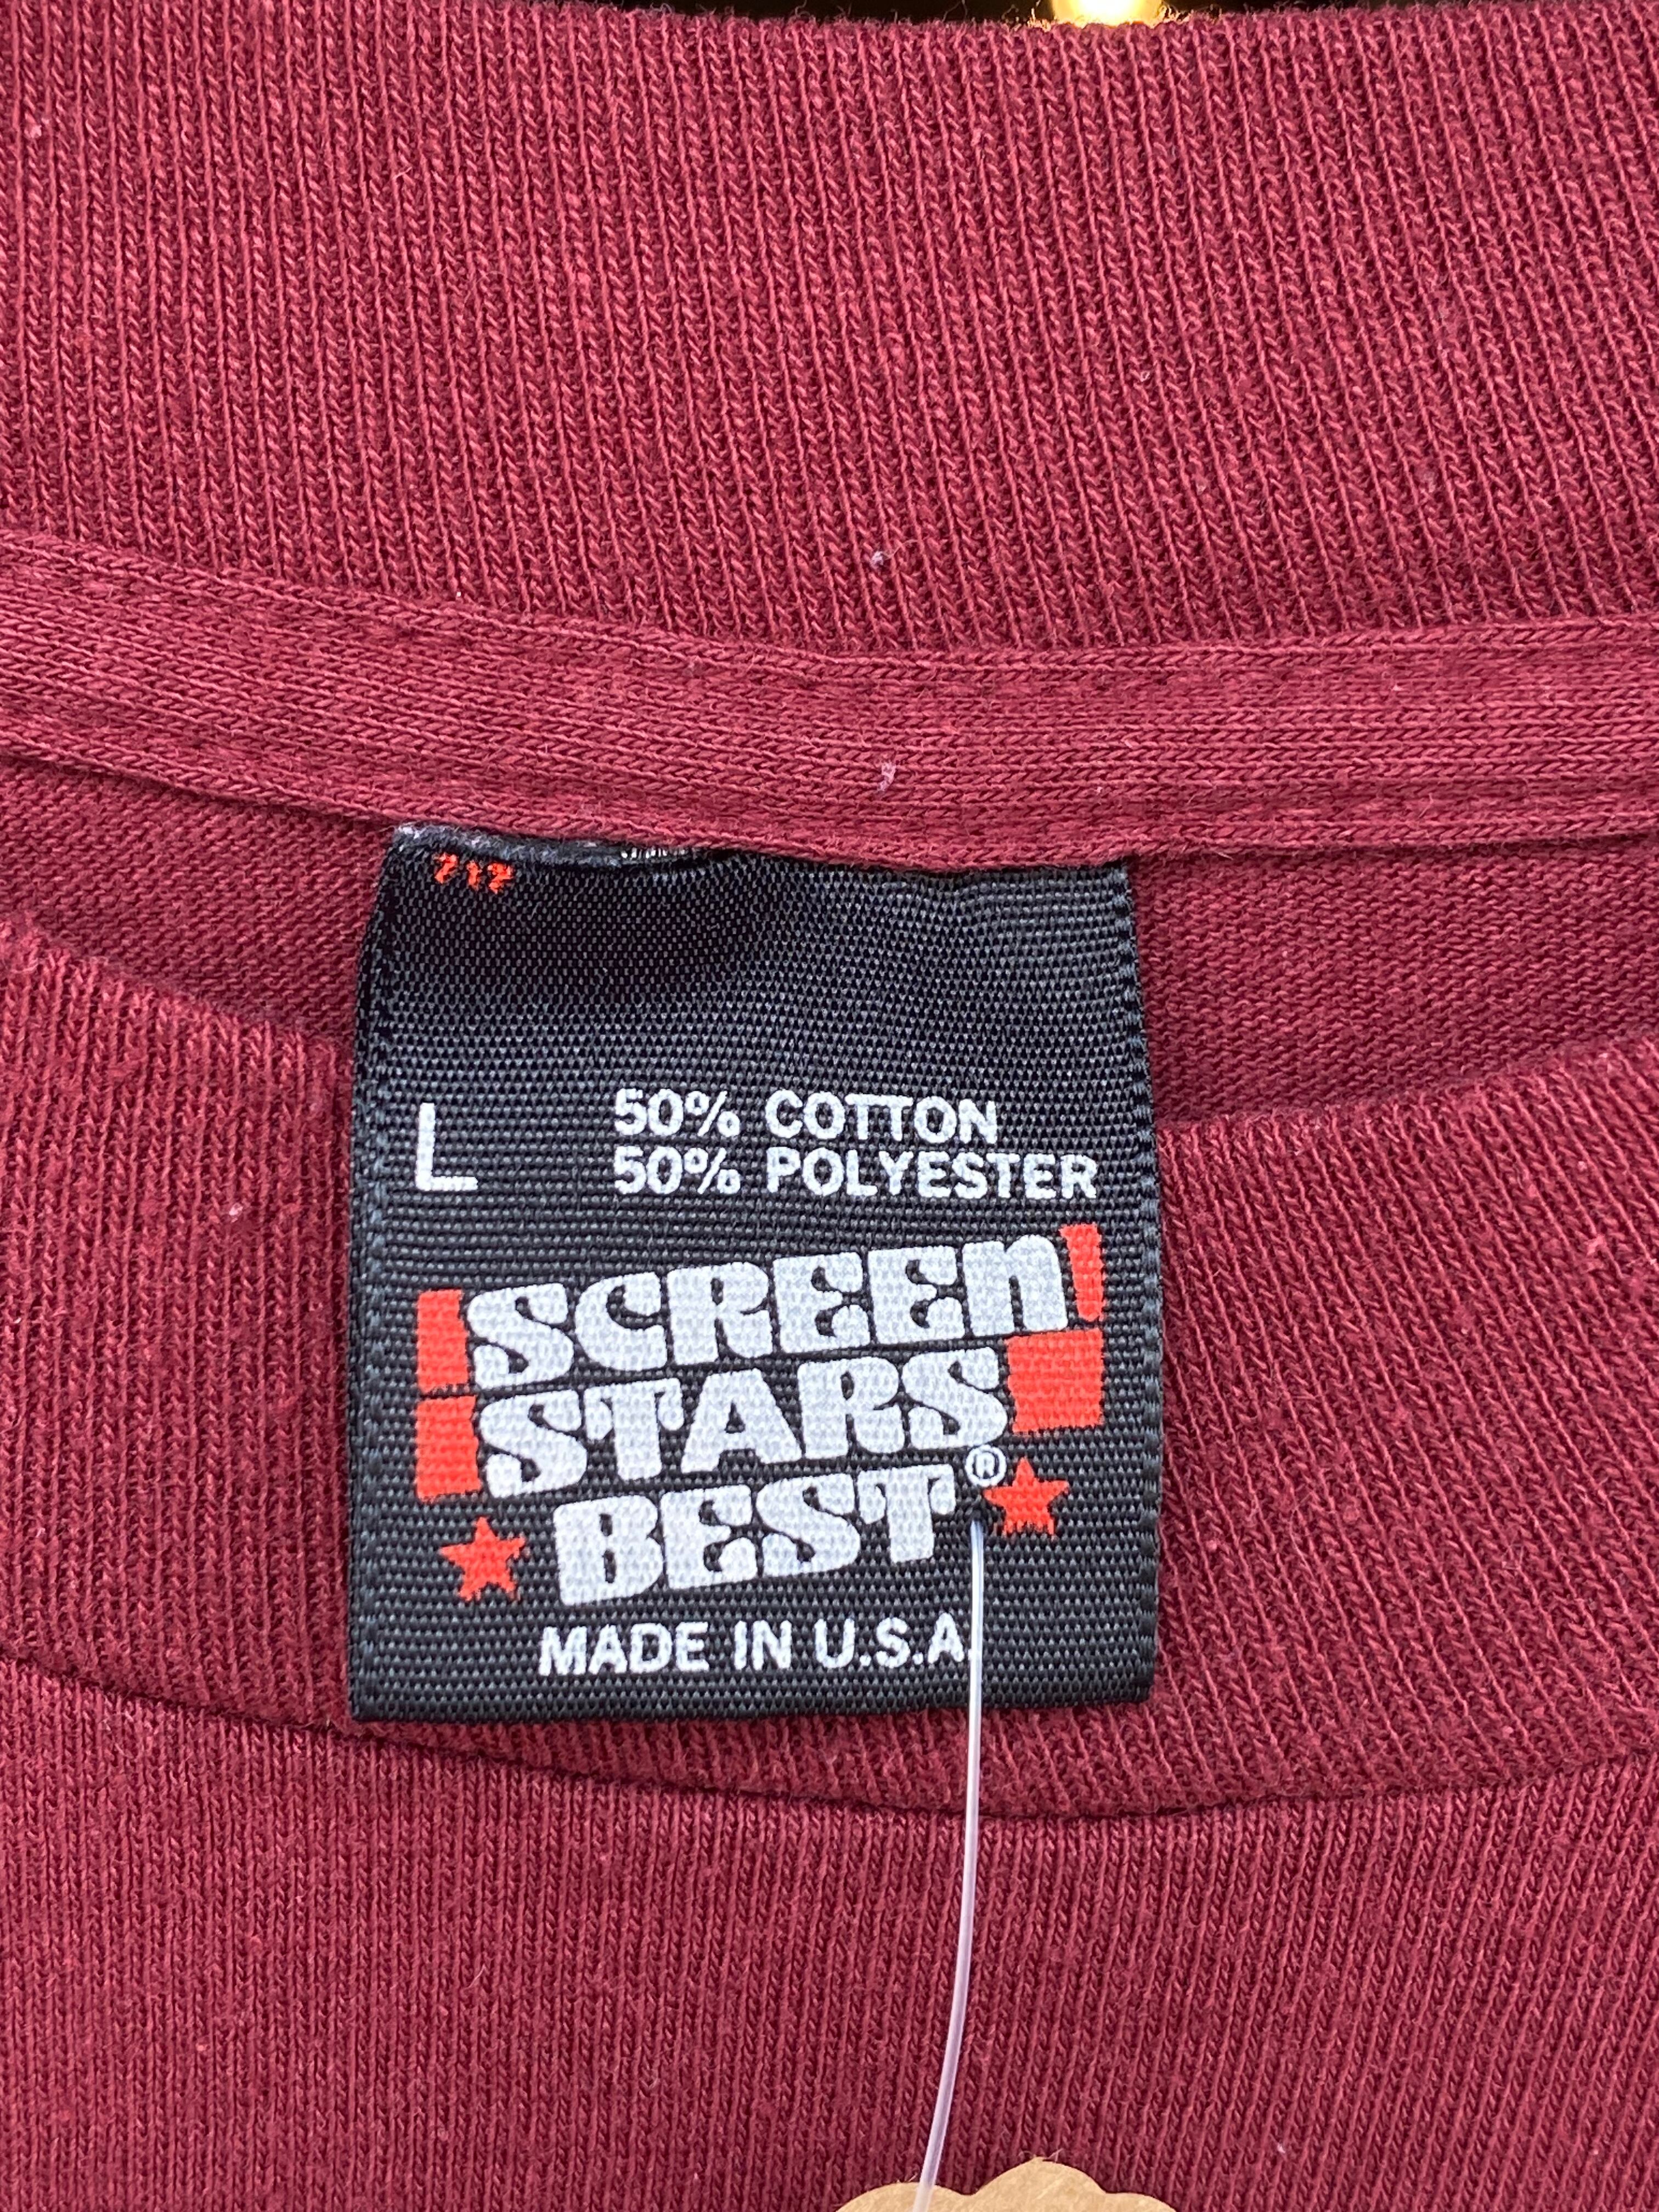 L 50% COTTON
50% POLYESTER
SCREEN
STARS
BEST®
MADE IN U.S.A.